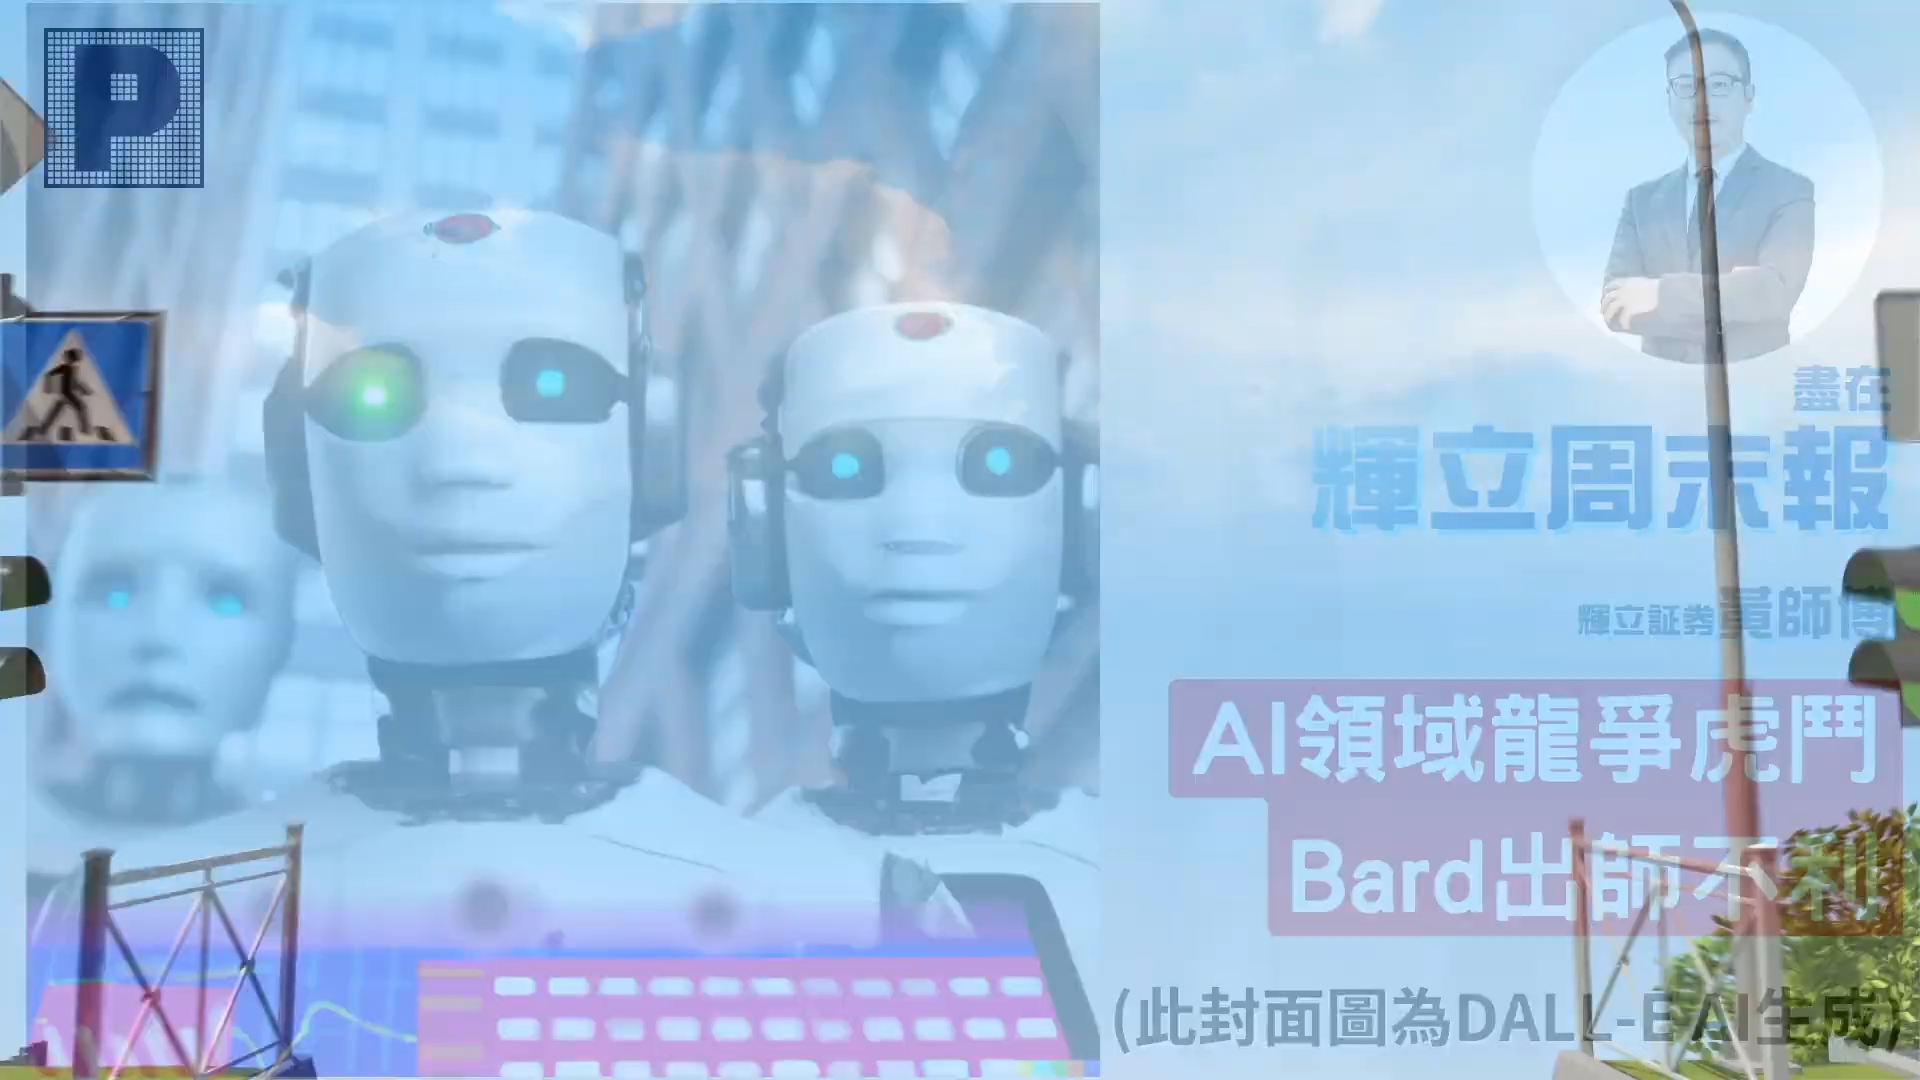 P
盡在
輝立周末報
輝立証券黃師傅
AI領域龍爭虎鬥
Bard出師不利
(此封面圖為DALL-E AI生成)